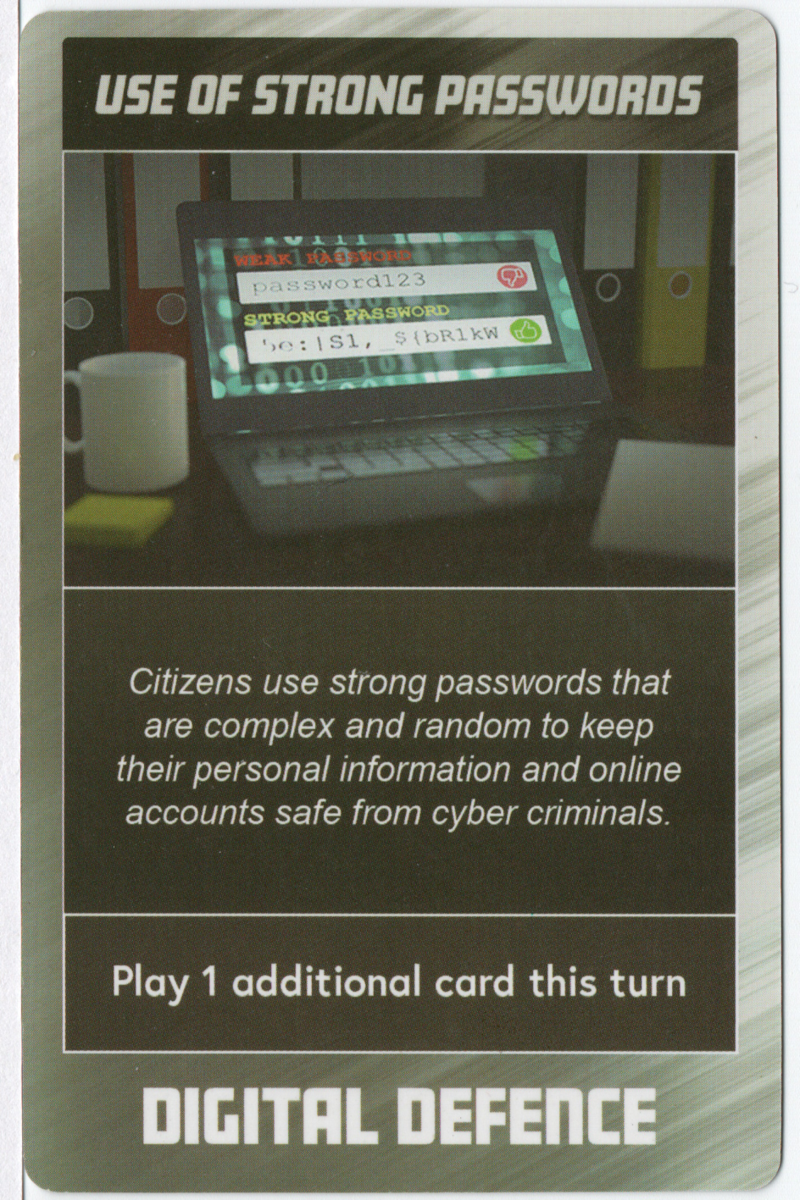 USE OF STRONG PASSWORDS
WEAK PASSWORD
password123
STRONG PASSWORD
:|S1,_${bR1kW
Citizens use strong passwords that
are complex and random to keep
their personal information and online
accounts safe from cyber criminals.
Play 1 additional card this turn
DIGITAL DEFENCE